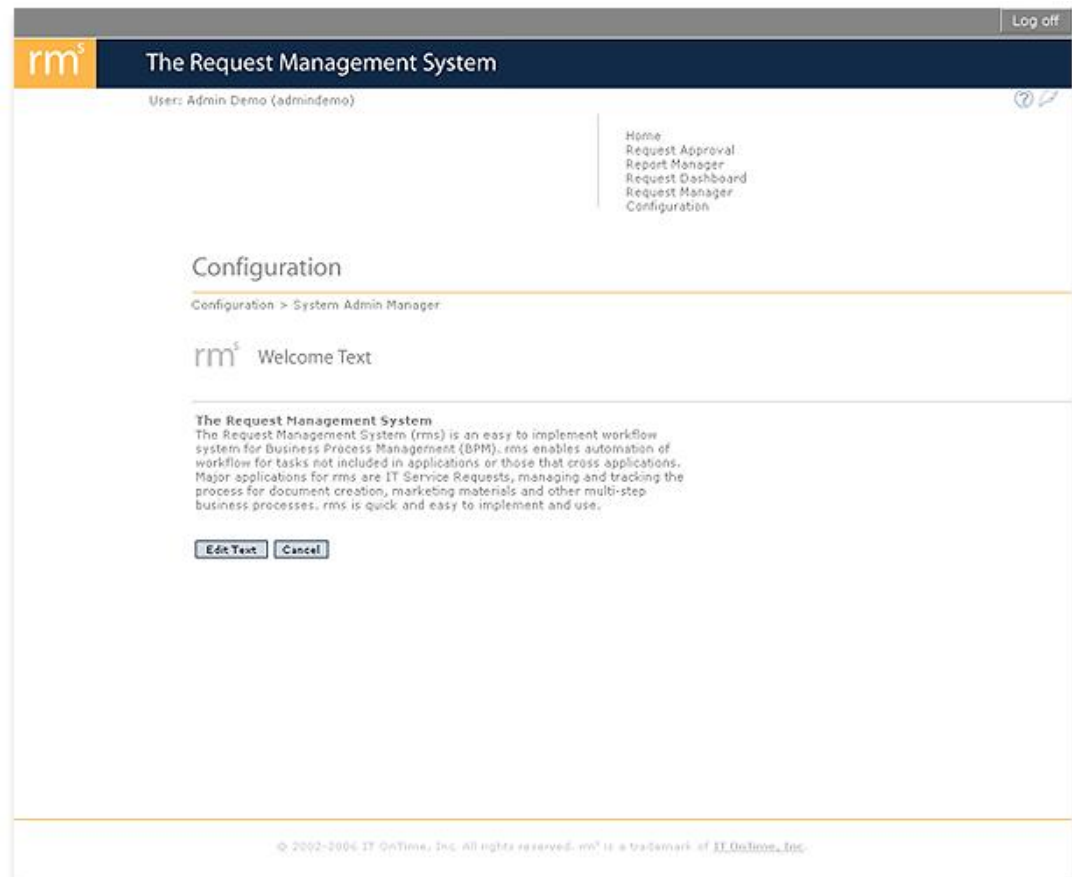 Log off
rmˢ The Request Management System
User: Admin Demo (admindemo)
?
Home
Request Approval
Report Manager
Request Dashboard
Request Manager
Configuration
Configuration
Configuration > System Admin Manager
rmˢ Welcome Text
The Request Management System
The Request Management System (rms) is an easy to implement workflow
system for Business Process Management (BPM). rms enables automation of
workflow for tasks not included in applications or those that cross applications.
Major applications for rms are IT Service Requests, managing and tracking the
process for document creation, marketing materials and other multi-step
business processes. rms is quick and easy to implement and use.
Edit Text Cancel
© 2002-2006 IT OnTime, Inc. All rights reserved. rmˢ is a trademark of IT OnTime, Inc.